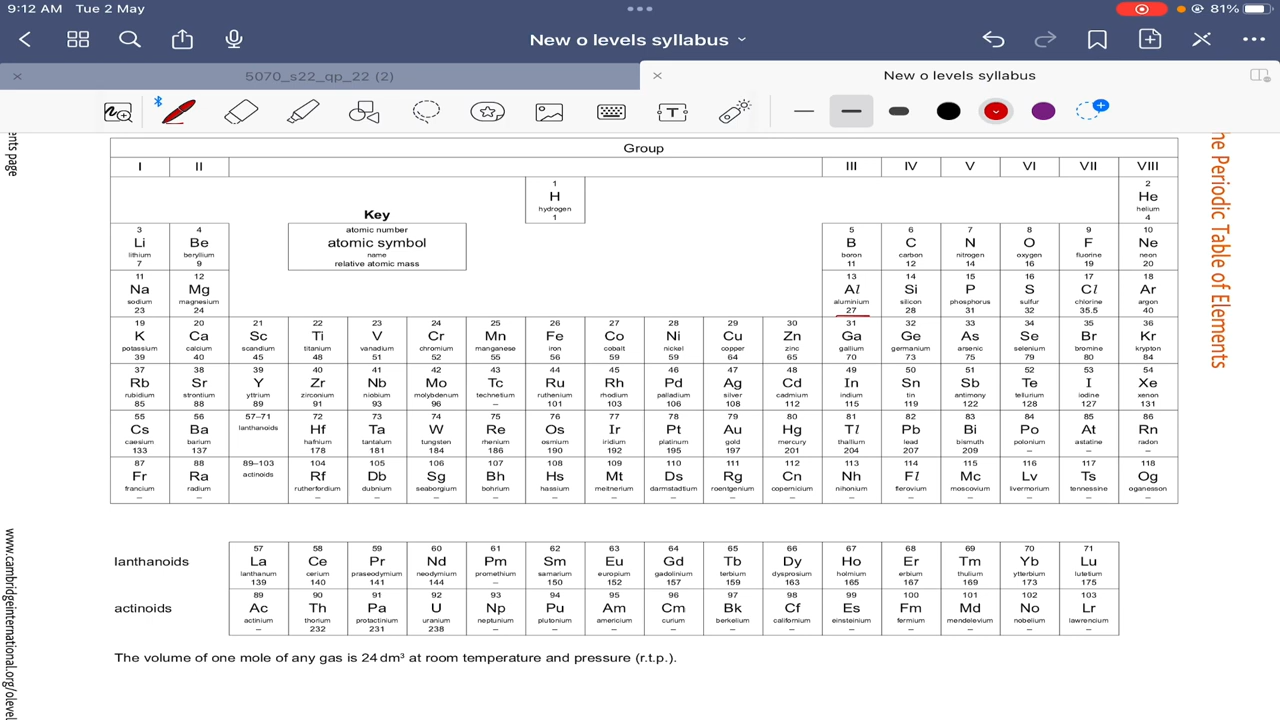 9:12 AM Tue 2 May
81%
New o levels syllabus
5070_s22_qp_22 (2)
New o levels syllabus
ents page
he Periodic Table of Elements
Group
I II III IV V VI VII VIII
1 2
H He
hydrogen helium
1 4
Key
atomic number
atomic symbol
name
relative atomic mass
3 4 5 6 7 8 9 10
Li Be B C N O F Ne
lithium beryllium boron carbon nitrogen oxygen fluorine neon
7 9 11 12 14 16 19 20
11 12 13 14 15 16 17 18
Na Mg Al Si P S Cl Ar
sodium magnesium aluminium silicon phosphorus sulfur chlorine argon
23 24 27 28 31 32 35.5 40
19 20 21 22 23 24 25 26 27 28 29 30 31 32 33 34 35 36
K Ca Sc Ti V Cr Mn Fe Co Ni Cu Zn Ga Ge As Se Br Kr
potassium calcium scandium titanium vanadium chromium manganese iron cobalt nickel copper zinc gallium germanium arsenic selenium bromine krypton
39 40 45 48 51 52 55 56 59 59 64 65 70 73 75 79 80 84
37 38 39 40 41 42 43 44 45 46 47 48 49 50 51 52 53 54
Rb Sr Y Zr Nb Mo Tc Ru Rh Pd Ag Cd In Sn Sb Te I Xe
rubidium strontium yttrium zirconium niobium molybdenum technetium ruthenium rhodium palladium silver cadmium indium tin antimony tellurium iodine xenon
85 88 89 91 93 96 – 101 103 106 108 112 115 119 122 128 127 131
55 56 57–71 72 73 74 75 76 77 78 79 80 81 82 83 84 85 86
Cs Ba lanthanoids Hf Ta W Re Os Ir Pt Au Hg Tl Pb Bi Po At Rn
caesium barium hafnium tantalum tungsten rhenium osmium iridium platinum gold mercury thallium lead bismuth polonium astatine radon
133 137 178 181 184 186 190 192 195 197 201 204 207 209 – – –
87 88 89–103 104 105 106 107 108 109 110 111 112 113 114 115 116 117 118
Fr Ra actinoids Rf Db Sg Bh Hs Mt Ds Rg Cn Nh Fl Mc Lv Ts Og
francium radium rutherfordium dubnium seaborgium bohrium hassium meitnerium darmstadtium roentgenium copernicium nihonium flerovium moscovium livermorium tennessine oganesson
– – – – – – – – – – – – – – – – –
57 58 59 60 61 62 63 64 65 66 67 68 69 70 71
lanthanoids La Ce Pr Nd Pm Sm Eu Gd Tb Dy Ho Er Tm Yb Lu
lanthanum cerium praseodymium neodymium promethium samarium europium gadolinium terbium dysprosium holmium erbium thulium ytterbium lutetium
139 140 141 144 – 150 152 157 159 163 165 167 169 173 175
89 90 91 92 93 94 95 96 97 98 99 100 101 102 103
actinoids Ac Th Pa U Np Pu Am Cm Bk Cf Es Fm Md No Lr
actinium thorium protactinium uranium neptunium plutonium americium curium berkelium californium einsteinium fermium mendelevium nobelium lawrencium
– 232 231 238 – – – – – – – – – – –
The volume of one mole of any gas is 24 dm³ at room temperature and pressure (r.t.p.).
www.cambridgeinternational.org/olevel